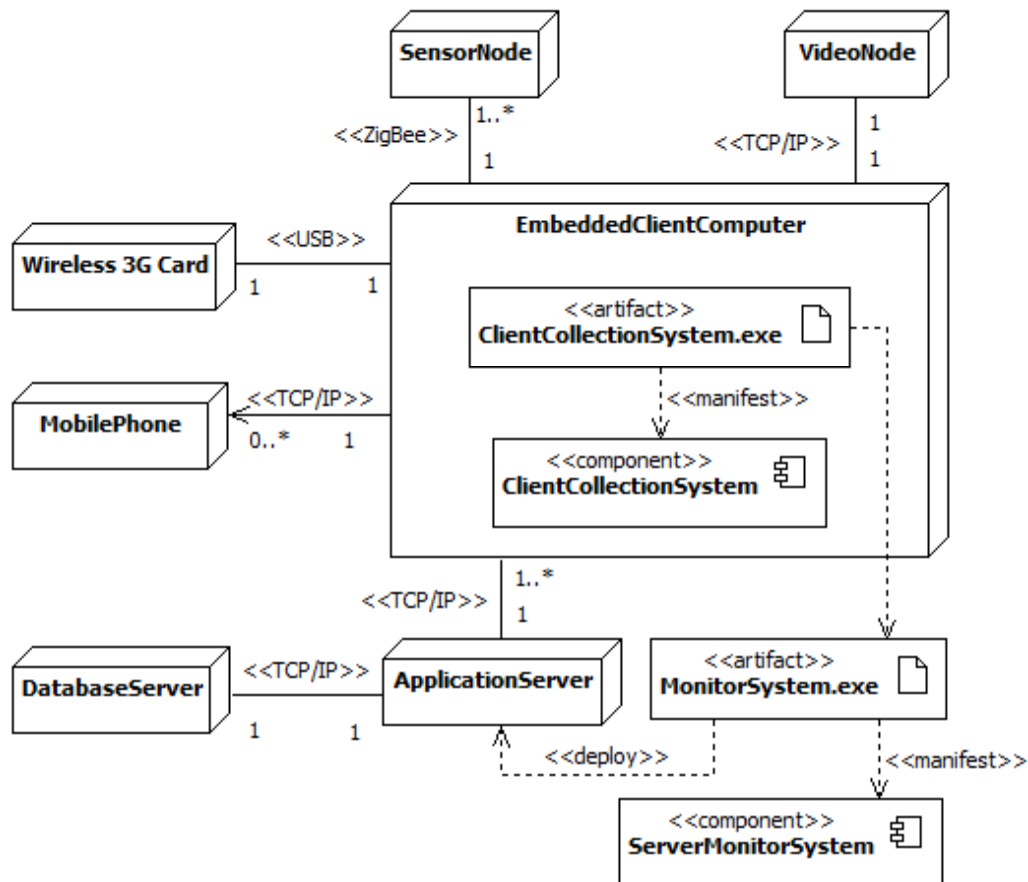 SensorNode
VideoNode
1..*
<<ZigBee>>
1
1
<<TCP/IP>>
1
EmbeddedClientComputer
<<USB>>
Wireless 3G Card
1
1
<<artifact>>
ClientCollectionSystem.exe
<<TCP/IP>>
<<manifest>>
MobilePhone
0..*
1
<<component>>
ClientCollectionSystem
1..*
<<TCP/IP>>
1
<<TCP/IP>>
DatabaseServer
ApplicationServer
1
1
<<artifact>>
MonitorSystem.exe
<<deploy>>
<<manifest>>
<<component>>
ServerMonitorSystem